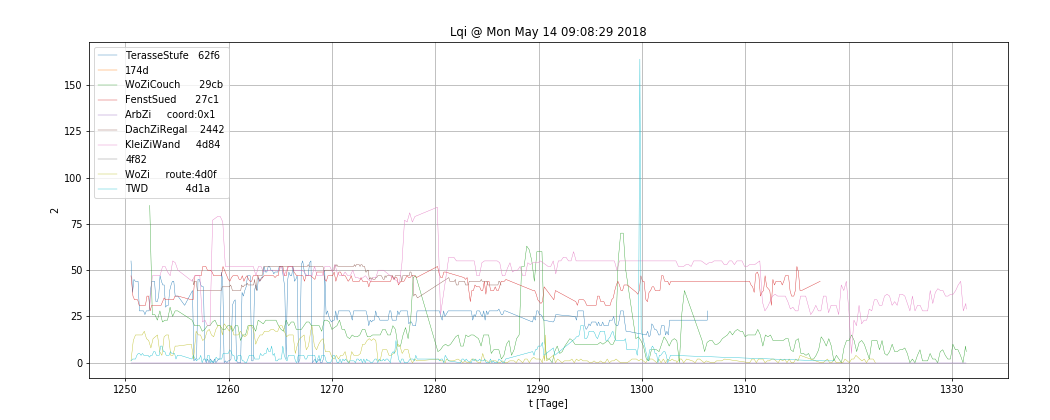 Lqi @ Mon May 14 09:08:29 2018
TerasseStufe 62f6
174d
WoZiCouch 29cb
FenstSued 27c1
ArbZi coord:0x1
DachZiRegal 2442
KleiZiWand 4d84
4f82
WoZi route:4d0f
TWD 4d1a
150
125
100
75
50
25
0
2
1250 1260 1270 1280 1290 1300 1310 1320 1330
t [Tage]